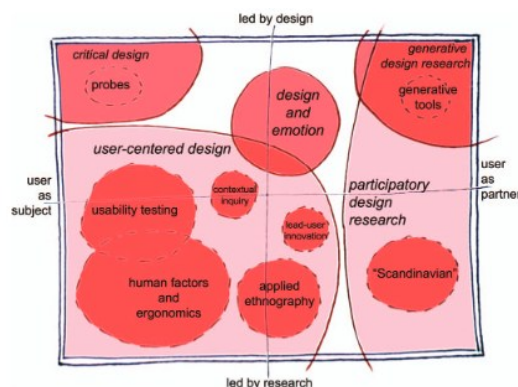 led by design
critical design
probes
generative
design research
generative
tools
design
and
emotion
user-centered design
user
as
subject
contextual
inquiry
usability testing
lead-user
innovation
participatory
design
research
user
as
partner
human factors
and
ergonomics
applied
ethnography
"Scandinavian"
led by research